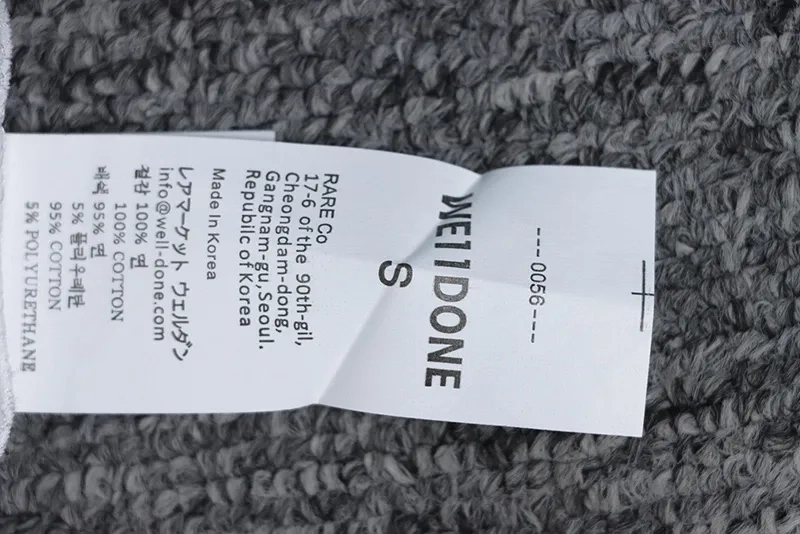 ---0056---
WE11DONE
S
RARE Co
17-6 of the 90th-gil,
Cheongdam-dong,
Gangnam-gu,Seoul.
Republilc of Korea
Made In Korea
レアマーケット ウェルダン
info@well-done.com
겉감 100% 면
100% COTTON
배색 95% 면
5% 폴리우레탄
95% COTTON
5% POLYURETHANE